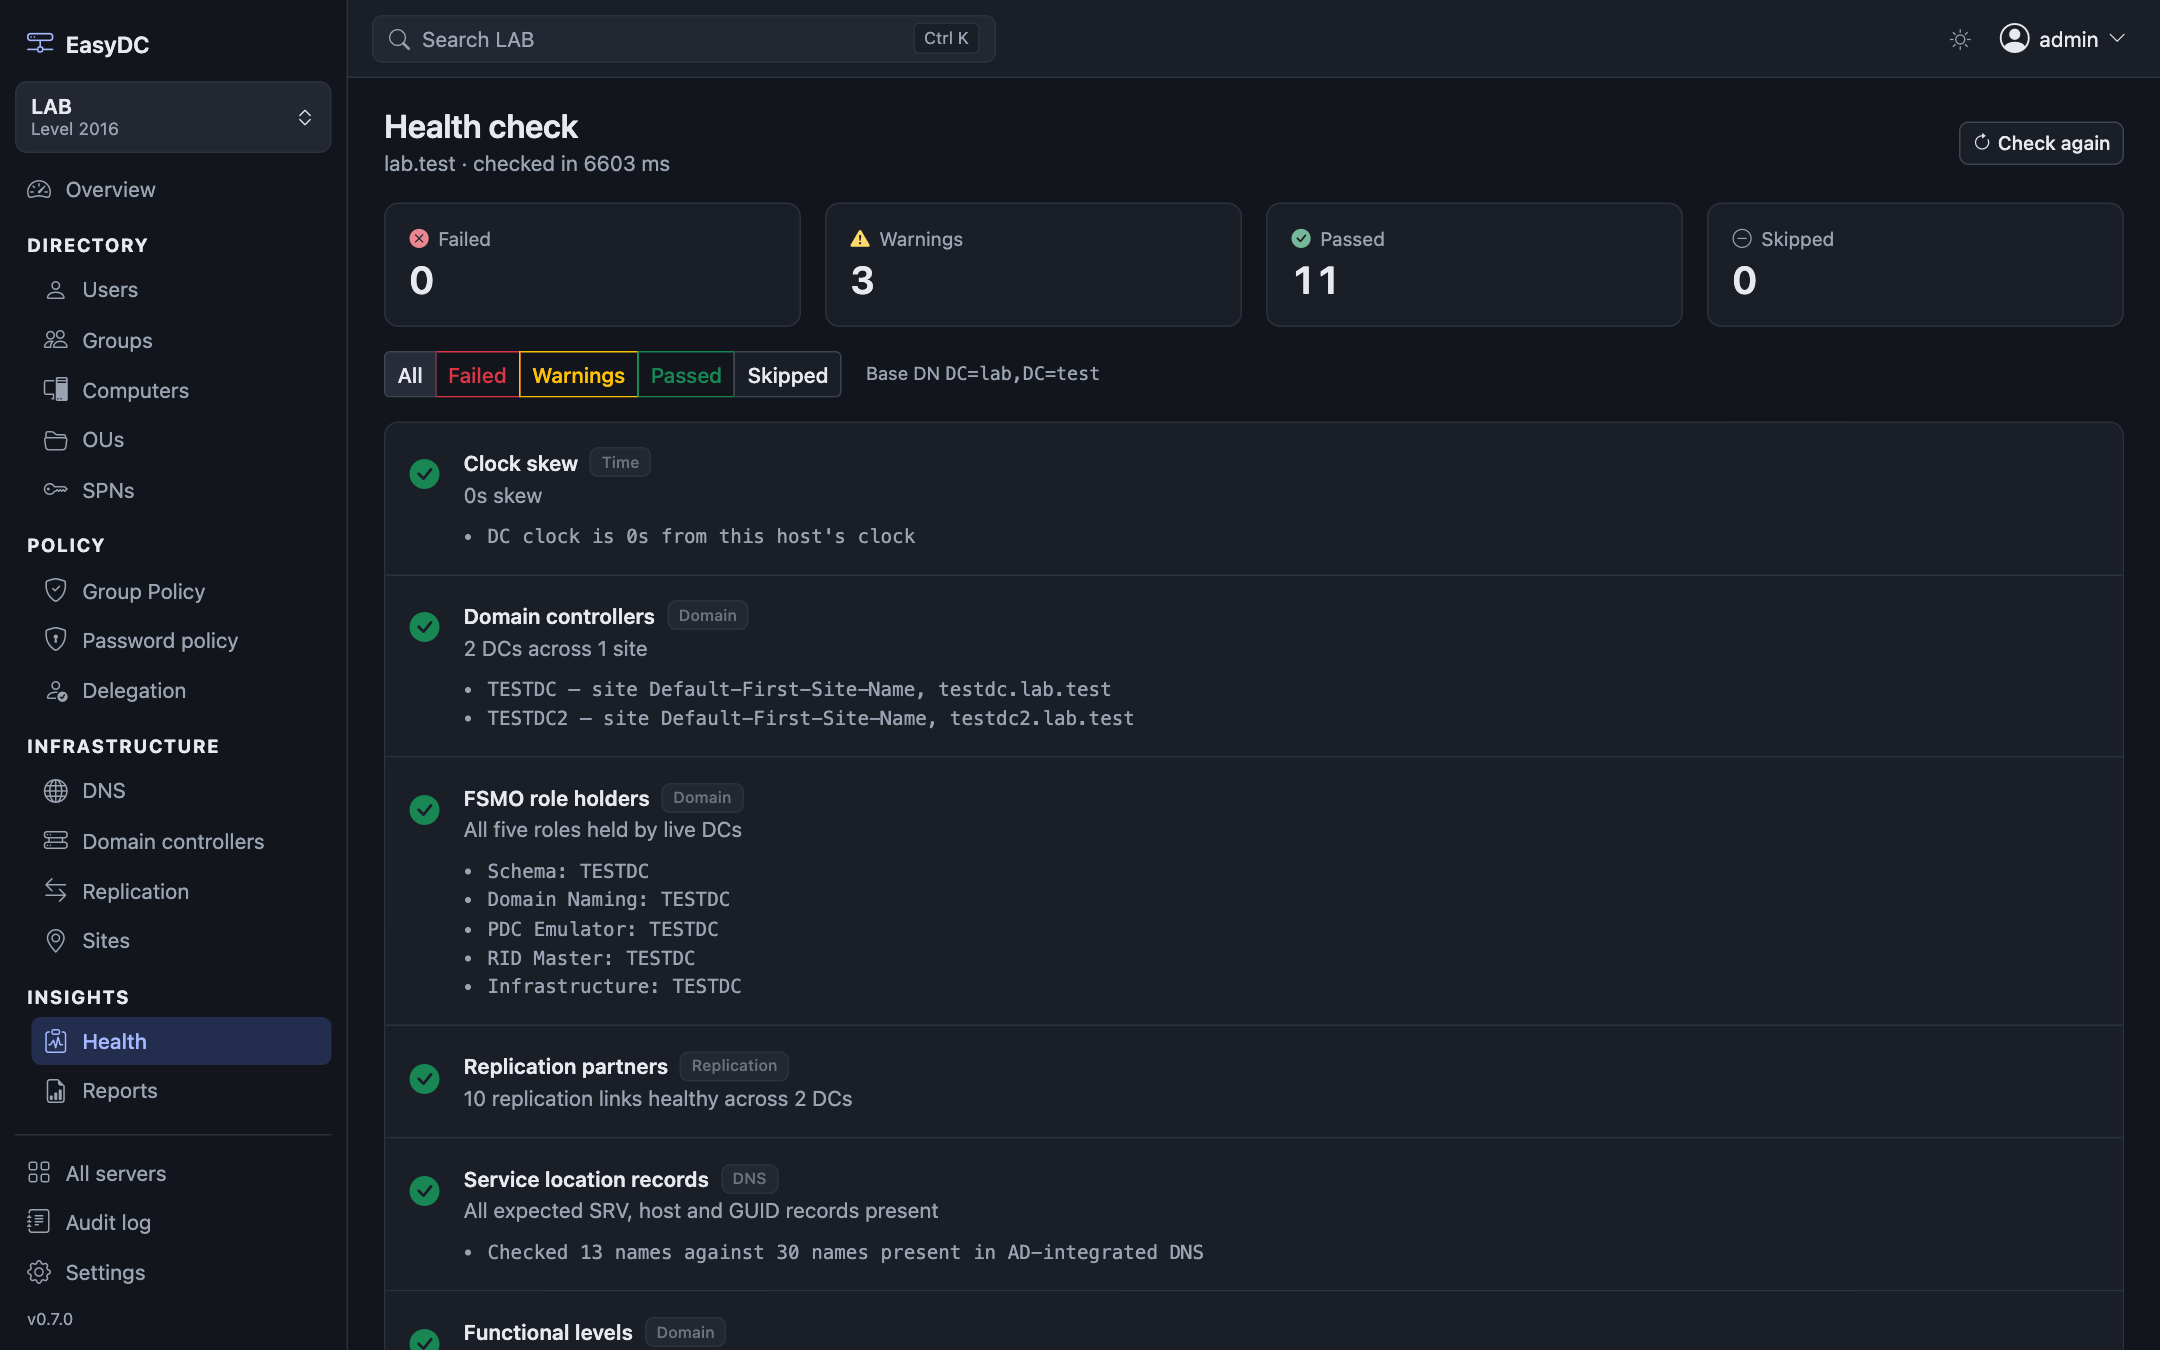 EasyDC
LAB
Level 2016
Overview
DIRECTORY
Users
Groups
Computers
OUs
SPNs
POLICY
Group Policy
Password policy
Delegation
INFRASTRUCTURE
DNS
Domain controllers
Replication
Sites
INSIGHTS
Health
Reports
All servers
Audit log
Settings
v0.7.0
Search LAB
Ctrl K
admin
Health check
lab.test · checked in 6603 ms
Check again
Failed
0
Warnings
3
Passed
11
Skipped
0
All Failed Warnings Passed Skipped Base DN DC=lab,DC=test
Clock skew Time
0s skew
• DC clock is 0s from this host's clock
Domain controllers Domain
2 DCs across 1 site
• TESTDC — site Default-First-Site-Name, testdc.lab.test
• TESTDC2 — site Default-First-Site-Name, testdc2.lab.test
FSMO role holders Domain
All five roles held by live DCs
• Schema: TESTDC
• Domain Naming: TESTDC
• PDC Emulator: TESTDC
• RID Master: TESTDC
• Infrastructure: TESTDC
Replication partners Replication
10 replication links healthy across 2 DCs
Service location records DNS
All expected SRV, host and GUID records present
• Checked 13 names against 30 names present in AD-integrated DNS
Functional levels Domain